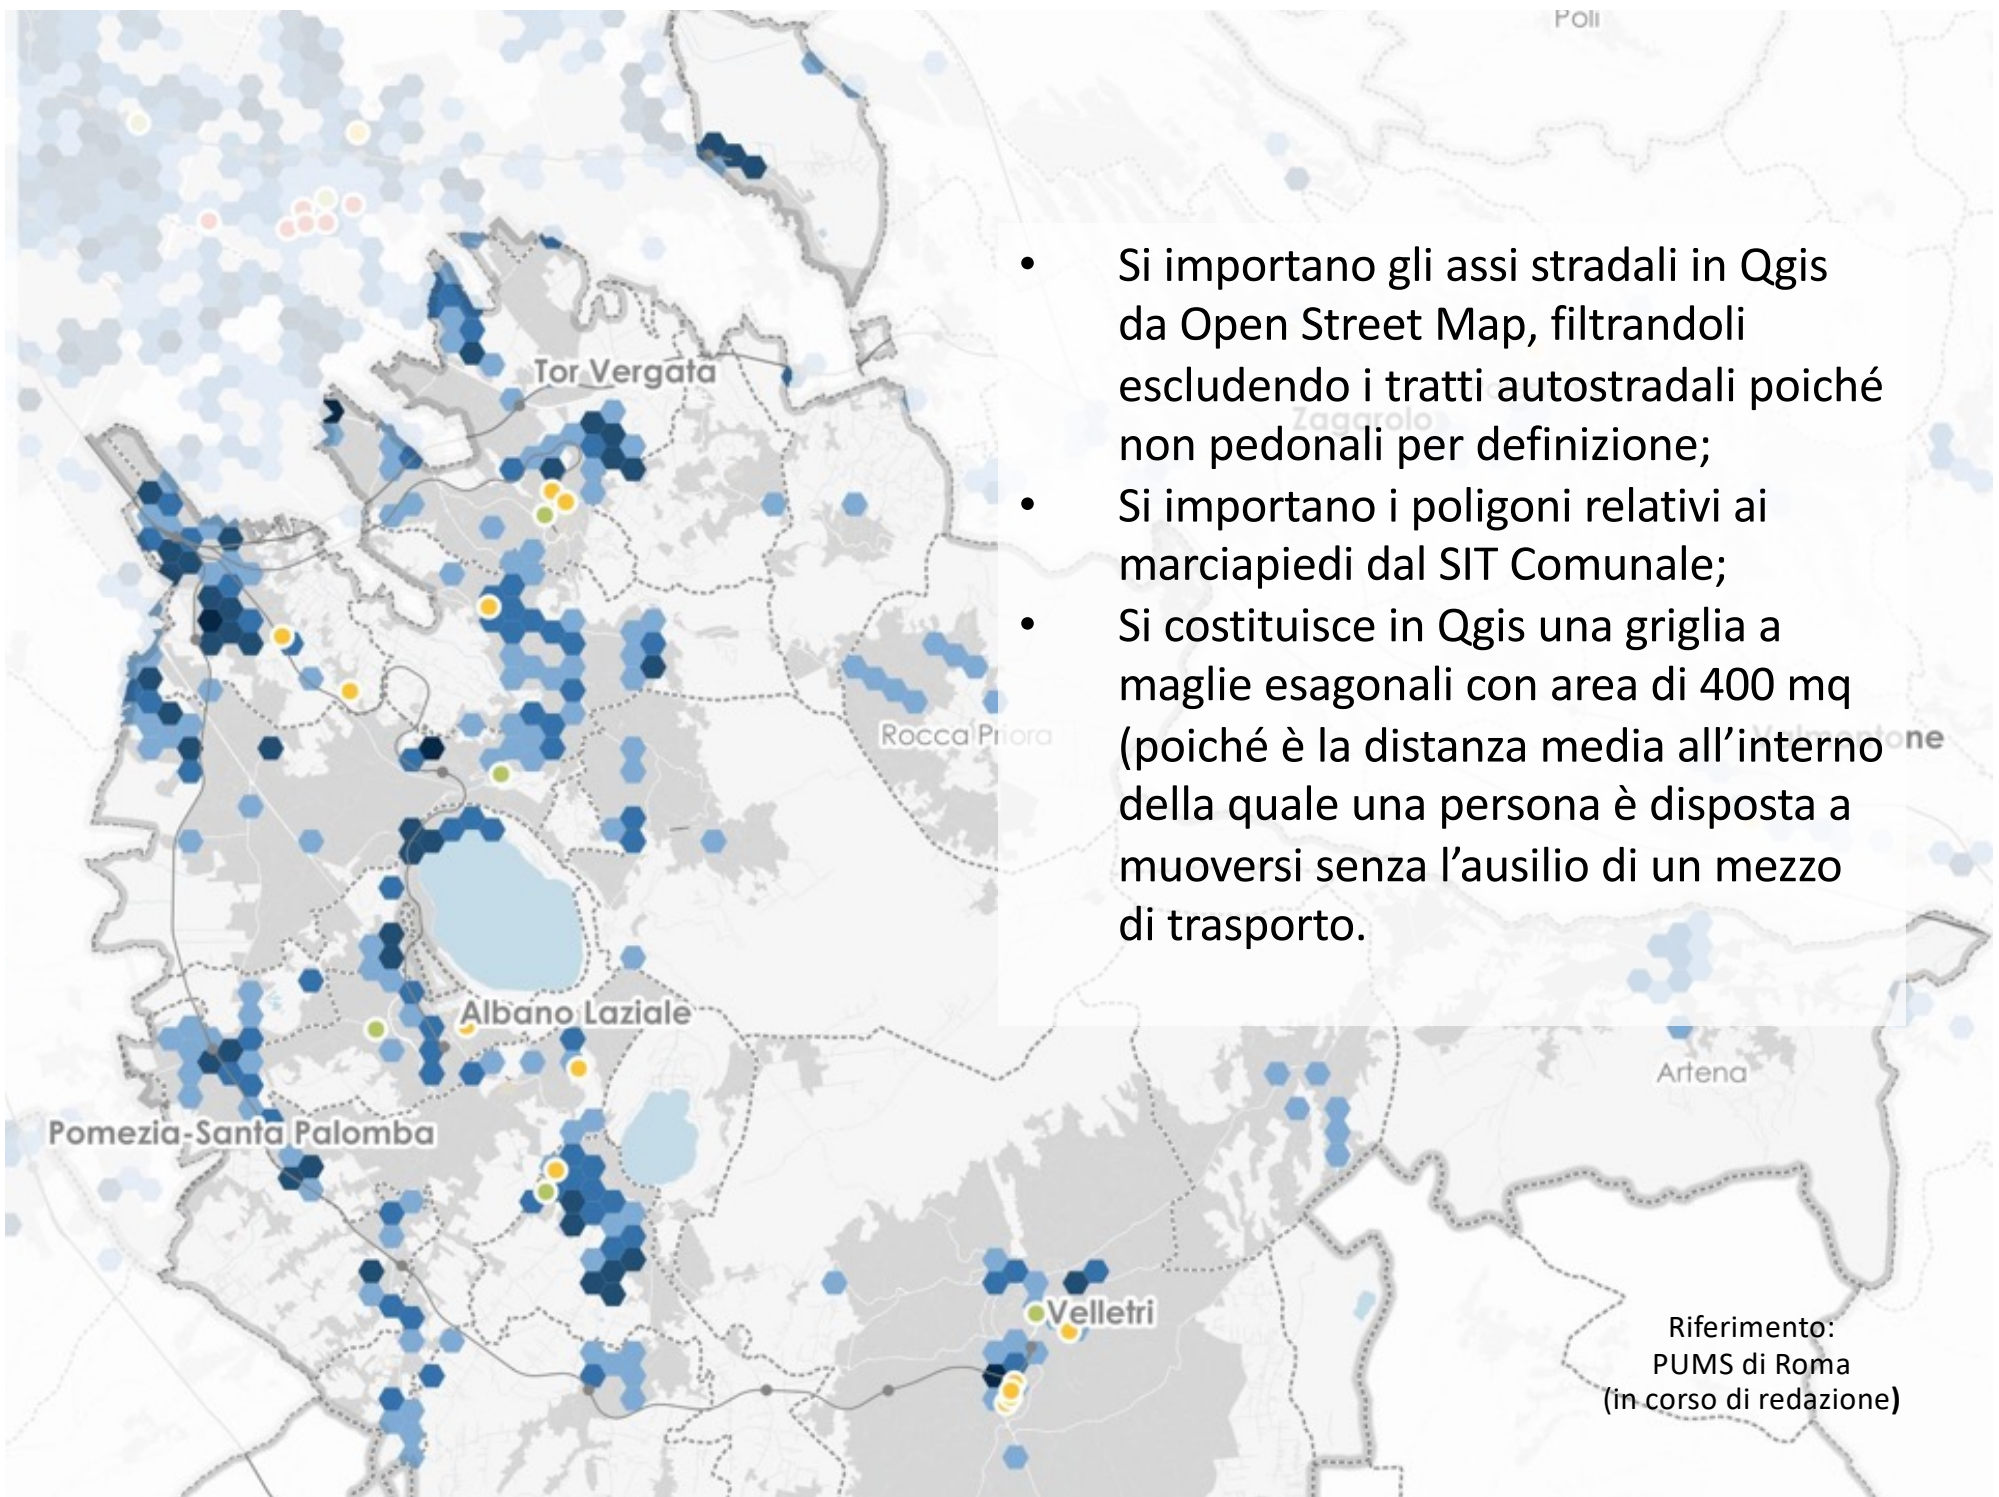 Poli
• Si importano gli assi stradali in Qgis
da Open Street Map, filtrandoli
escludendo i tratti autostradali poiché
non pedonali per definizione;
• Si importano i poligoni relativi ai
marciapiedi dal SIT Comunale;
• Si costituisce in Qgis una griglia a
maglie esagonali con area di 400 mq
(poiché è la distanza media all’interno
della quale una persona è disposta a
muoversi senza l’ausilio di un mezzo
di trasporto.
Tor Vergata
Zagarolo
Rocca Priora
Valmontone
Albano Laziale
Artena
Pomezia-Santa Palomba
Velletri
Riferimento:
PUMS di Roma
(in corso di redazione)